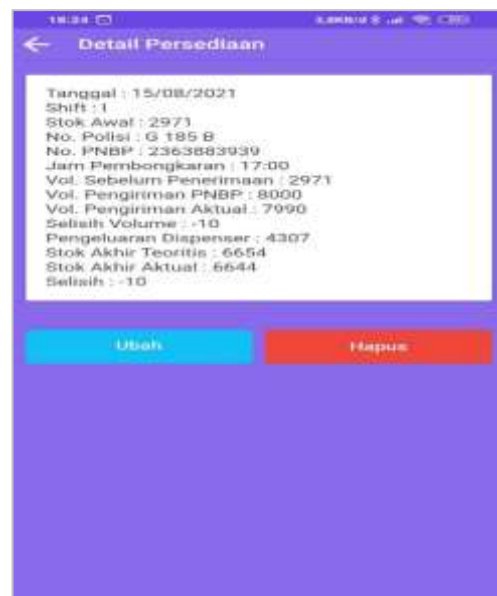 18:24
Detail Persediaan
Tanggal : 15/08/2021
Shift : 1
Stok Awal : 2971
No. Polisi : G 185 B
No. PNBP : 2363883939
Jam Pembongkaran : 17:00
Vol. Sebelum Penerimaan : 2971
Vol. Pengiriman PNBP : 8000
Vol. Pengiriman Aktual : 7990
Selisih Volume : -10
Pengeluaran Dispenser : 4307
Stok Akhir Teoritis : 6654
Stok Akhir Aktual : 6644
Selisih : -10
Ubah
Hapus